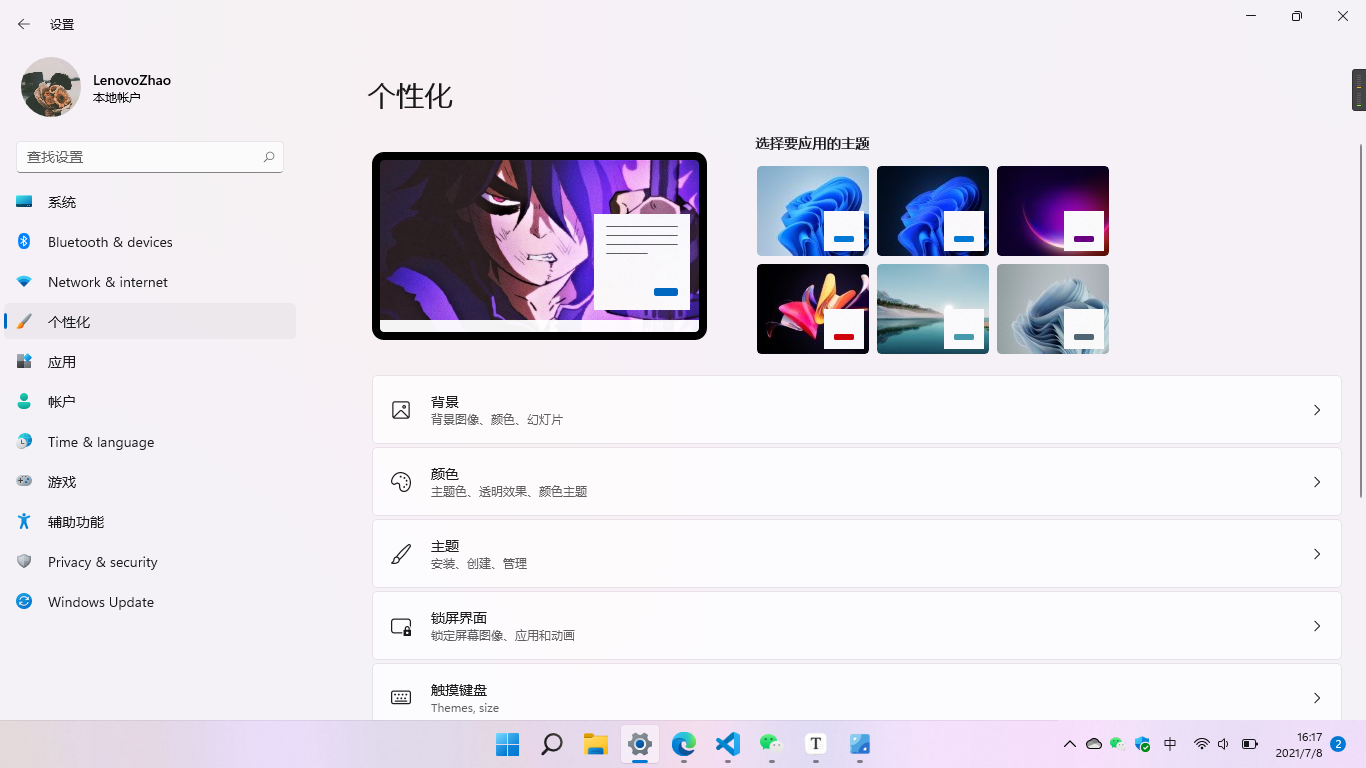 设置
LenovoZhao
本地帐户
查找设置
系统
Bluetooth & devices
Network & internet
个性化
应用
帐户
Time & language
游戏
辅助功能
Privacy & security
Windows Update
个性化
选择要应用的主题
背景
背景图像、颜色、幻灯片
颜色
主题色、透明效果、颜色主题
主题
安装、创建、管理
锁屏界面
锁定屏幕图像、应用和动画
触摸键盘
Themes, size
T
中
16:17
2021/7/8
2